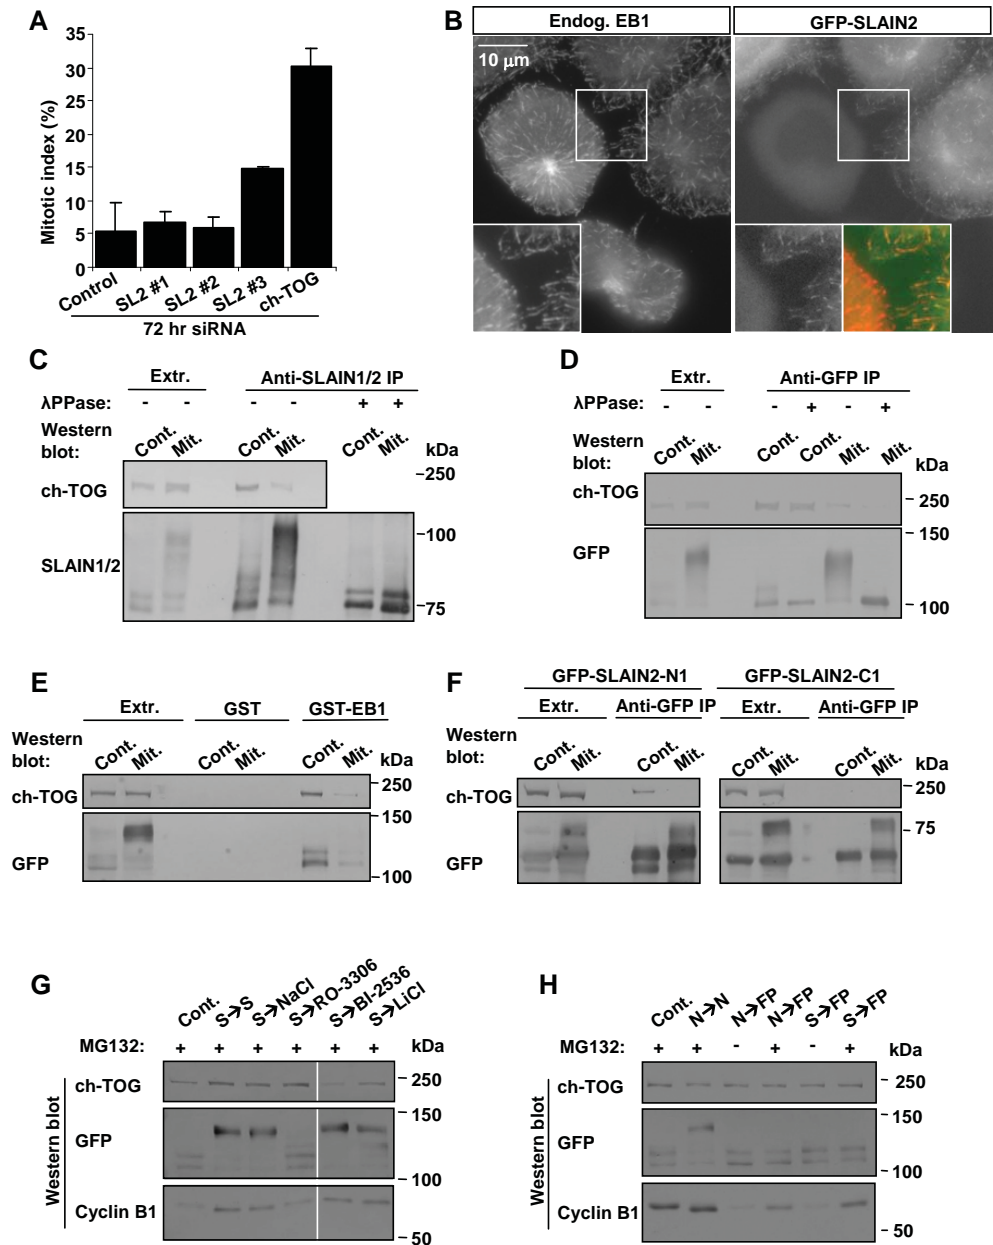 A
Mitotic index (%)
35
30
25
20
15
10
5
0
Control
SL2 #1
SL2 #2
SL2 #3
ch-TOG
72 hr siRNA
B
Endog. EB1
GFP-SLAIN2
10 µm
C
Extr.
Anti-SLAIN1/2 IP
λPPase: - - - - + +
Western blot:
Cont. Mit. Cont. Mit. Cont. Mit.
kDa
ch-TOG
250
SLAIN1/2
100
75
D
Extr.
Anti-GFP IP
λPPase: - - - + - +
Western blot:
Cont. Mit. Cont. Cont. Mit. Mit.
kDa
ch-TOG
250
GFP
150
100
E
Extr.
GST
GST-EB1
Western blot:
Cont. Mit. Cont. Mit. Cont. Mit.
kDa
ch-TOG
250
GFP
150
100
F
GFP-SLAIN2-N1
GFP-SLAIN2-C1
Extr.
Anti-GFP IP
Extr.
Anti-GFP IP
Western blot:
Cont. Mit. Cont. Mit. Cont. Mit. Cont. Mit.
kDa
ch-TOG
250
GFP
75
G
Cont. S→S S→NaCl S→RO-3306 S→BI-2536 S→LiCl
MG132: + + + + + +
kDa
Western blot
ch-TOG
250
GFP
150
100
Cyclin B1
50
H
Cont. N→N N→FP N→FP S→FP S→FP
MG132: + + - + - +
kDa
Western blot
ch-TOG
250
GFP
150
100
Cyclin B1
50